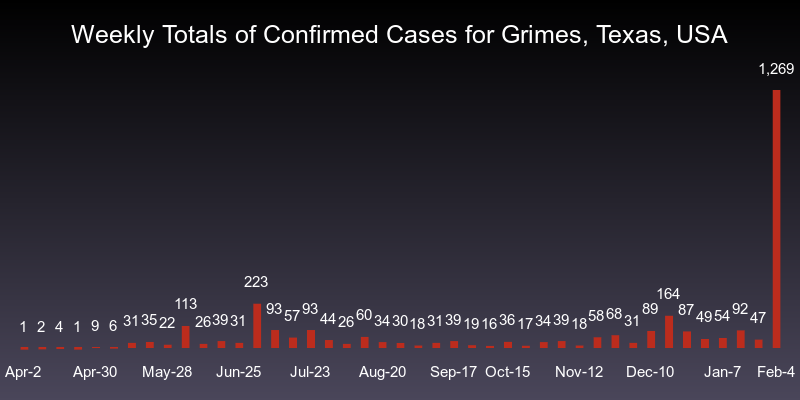 Weekly Totals of Confirmed Cases for Grimes, Texas, USA
1,269
223
113
164
1 2 4 1 9 6 31 35 22 26 39 31 93 57 93 44 26 60 34 30 18 31 39 19 16 36 17 34 39 18 58 68 31 89 87 49 54 92 47
Apr-2 Apr-30 May-28 Jun-25 Jul-23 Aug-20 Sep-17 Oct-15 Nov-12 Dec-10 Jan-7 Feb-4